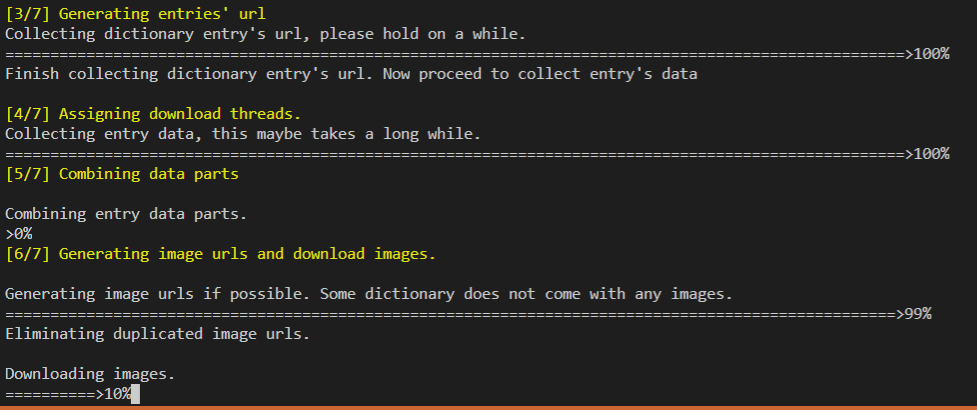 [3/7] Generating entries' url
Collecting dictionary entry's url, please hold on a while.
====================================================================================================>100%
Finish collecting dictionary entry's url. Now proceed to collect entry's data
[4/7] Assigning download threads.
Collecting entry data, this maybe takes a long while.
====================================================================================================>100%
[5/7] Combining data parts
Combining entry data parts.
>0%
[6/7] Generating image urls and download images.
Generating image urls if possible. Some dictionary does not come with any images.
===================================================================================================>99%
Eliminating duplicated image urls.
Downloading images.
==========>10%